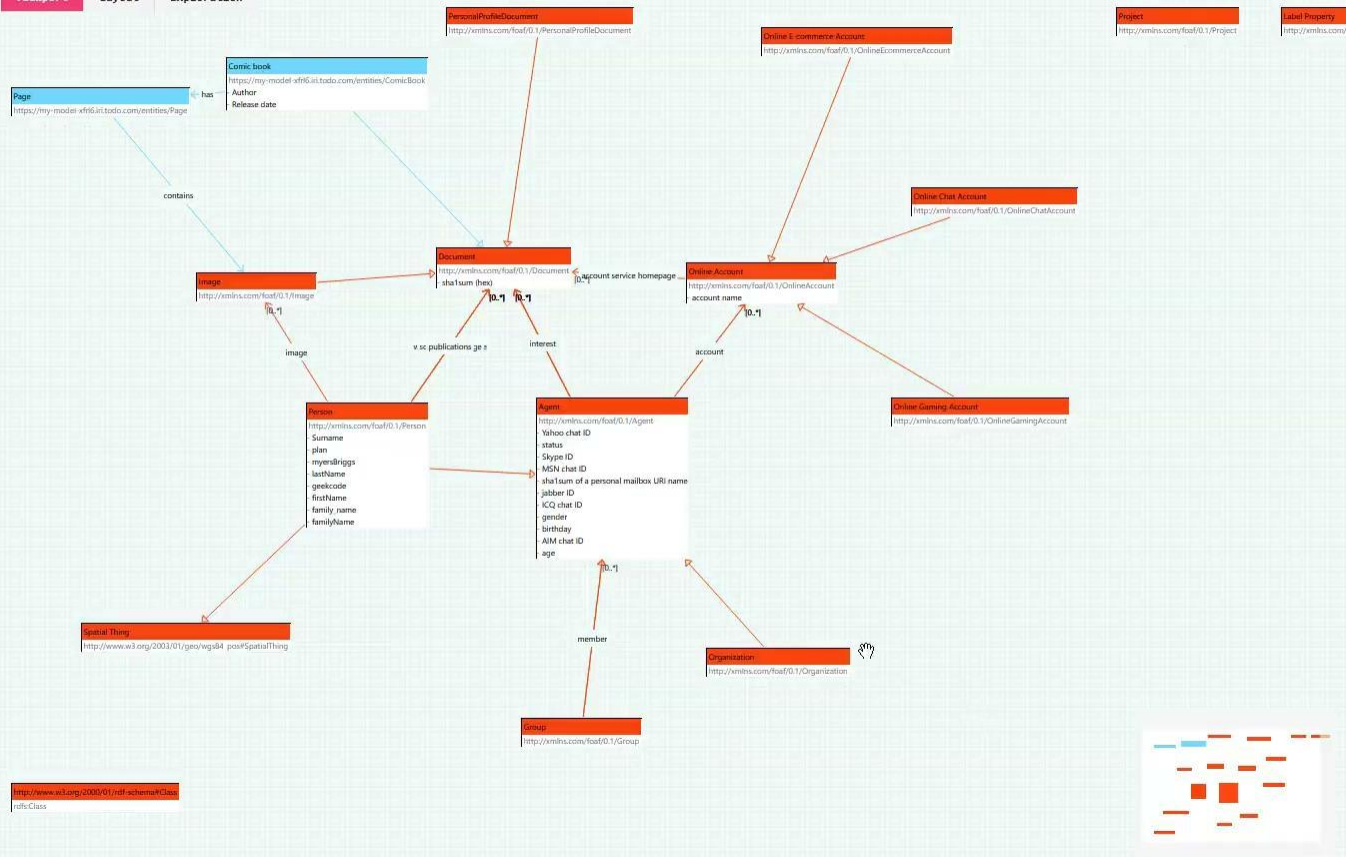 Layout
Exploration
PersonalProfileDocument
http://xmlns.com/foaf/0.1/PersonalProfileDocument
Online E-commerce Account
http://xmlns.com/foaf/0.1/OnlineEcommerceAccount
Project
http://xmlns.com/foaf/0.1/Project
Label Property
http://xmlns.com/foaf/0.1/
Comic book
https://my-model-xfrl6.iri.todo.com/entities/ComicBook
- Author
- Release date
has
Page
https://my-model-xfrl6.iri.todo.com/entities/Page
contains
Online Chat Account
http://xmlns.com/foaf/0.1/OnlineChatAccount
Document
http://xmlns.com/foaf/0.1/Document
- sha1sum (hex)
[0..*]
[0..*]
[0..*]
account service homepage
Online Account
http://xmlns.com/foaf/0.1/OnlineAccount
- account name
[0..*]
Image
http://xmlns.com/foaf/0.1/Image
[0..*]
image
publications
interest
account
Person
http://xmlns.com/foaf/0.1/Person
- Surname
- plan
- myersBriggs
- lastName
- geekcode
- firstName
- family_name
- familyName
Agent
http://xmlns.com/foaf/0.1/Agent
- Yahoo chat ID
- status
- Skype ID
- MSN chat ID
- sha1sum of a personal mailbox URI name
- jabber ID
- ICQ chat ID
- gender
- birthday
- AIM chat ID
- age
[0..*]
Online Gaming Account
http://xmlns.com/foaf/0.1/OnlineGamingAccount
Spatial Thing
http://www.w3.org/2003/01/geo/wgs84_pos#SpatialThing
member
Organization
http://xmlns.com/foaf/0.1/Organization
Group
http://xmlns.com/foaf/0.1/Group
http://www.w3.org/2000/01/rdf-schema#Class
rdfs:Class